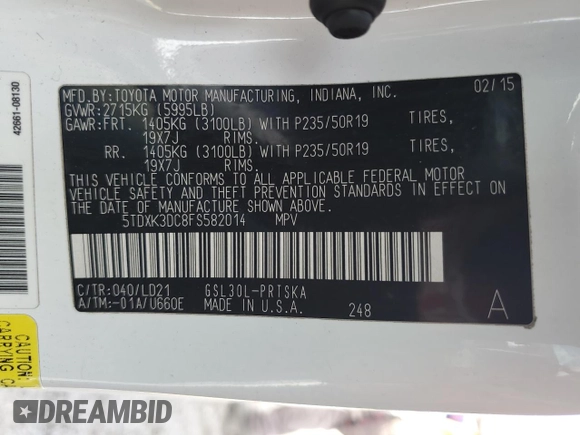 42661-08130
MFD.BY:TOYOTA MOTOR MANUFACTURING, INDIANA, INC. 02/15
GVWR:2715KG (5995LB)
GAWR:FRT. 1405KG (3100LB) WITH P235/50R19 TIRES,
19X7J RIMS.
RR. 1405KG (3100LB) WITH P235/50R19 TIRES,
19X7J RIMS.
THIS VEHICLE CONFORMS TO ALL APPLICABLE FEDERAL MOTOR
VEHICLE SAFETY AND THEFT PREVENTION STANDARDS IN EFFECT ON
THE DATE OF MANUFACTURE SHOWN ABOVE.
5TDXK3DC8FS582014 MPV
C/TR:040/LD21 GSL30L-PRTSKA
A/TM:-01A/U660E MADE IN U.S.A. 248 A
CAUTION:
CARRYING CA
DREAMBID